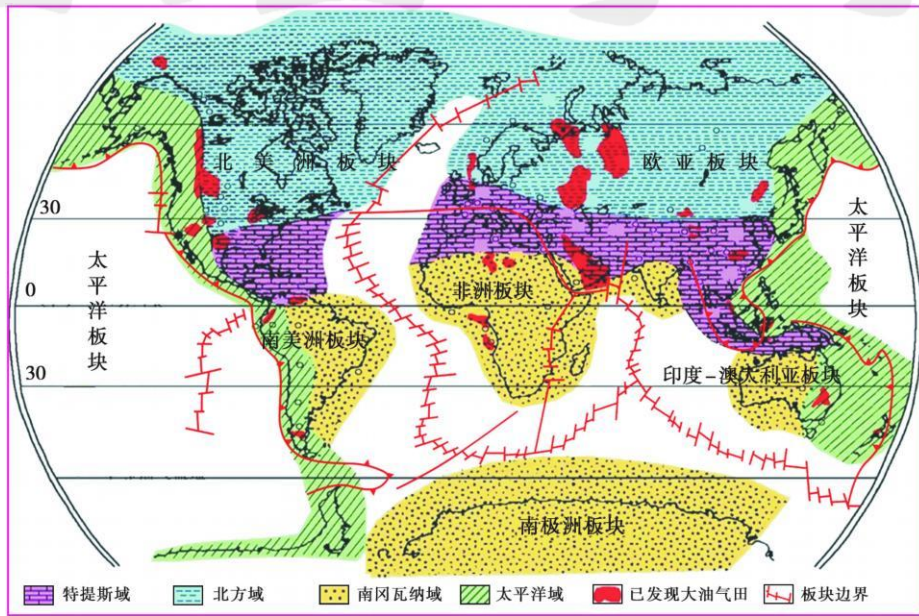 北美洲板块
欧亚板块
30
太平洋板块
太平洋板块
0
非洲板块
南美洲板块
印度-澳大利亚板块
30
南极洲板块
特提斯域
北方域
南冈瓦纳域
太平洋域
已发现大油气田
板块边界